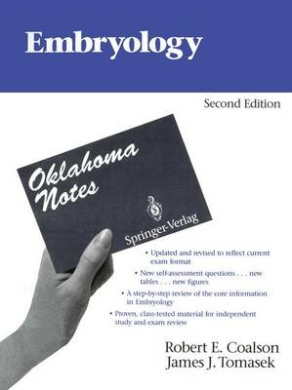 Embryology
Second Edition
Oklahoma
Notes
Springer-Verlag
• Updated and revised to reflect current
exam format
• New self-assessment questions . . . new
tables . . . new figures
• A step-by-step review of the core information
in Embryology
• Proven, class-tested material for independent
study and exam review
Robert E. Coalson
James J. Tomasek